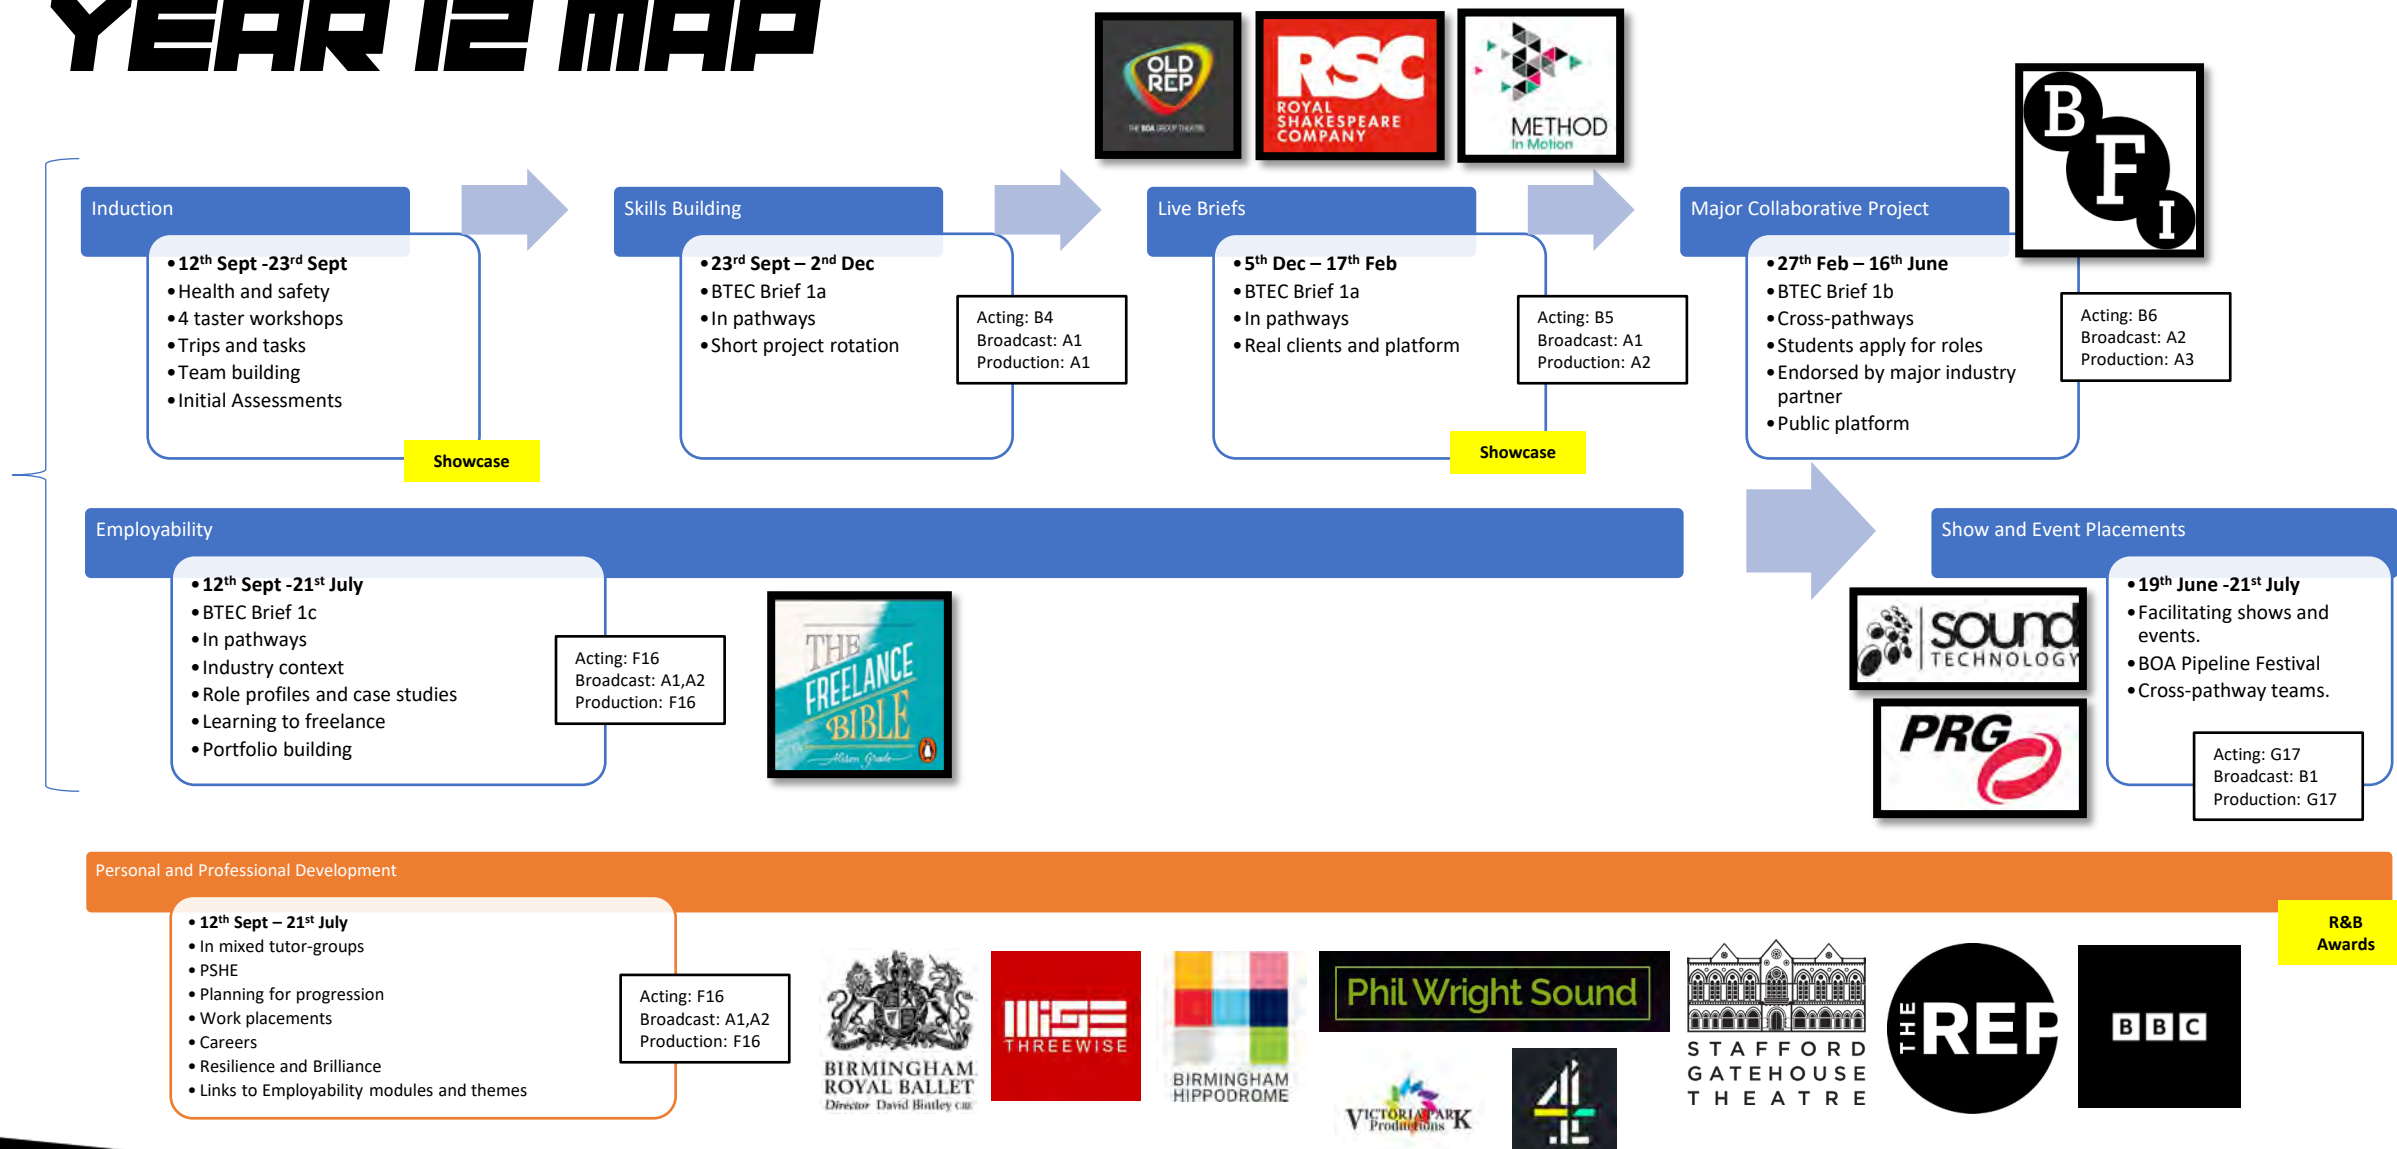 YEAR 12 MAP
OLD
REP
THE BOA GROUP THEATRE
RSC
ROYAL
SHAKESPEARE
COMPANY
METHOD
In Motion
BFI
Induction
• 12th Sept -23rd Sept
• Health and safety
• 4 taster workshops
• Trips and tasks
• Team building
• Initial Assessments
Showcase
Skills Building
• 23rd Sept – 2nd Dec
• BTEC Brief 1a
• In pathways
• Short project rotation
Acting: B4
Broadcast: A1
Production: A1
Live Briefs
• 5th Dec – 17th Feb
• BTEC Brief 1a
• In pathways
• Real clients and platform
Acting: B5
Broadcast: A1
Production: A2
Showcase
Major Collaborative Project
• 27th Feb – 16th June
• BTEC Brief 1b
• Cross-pathways
• Students apply for roles
• Endorsed by major industry
partner
• Public platform
Acting: B6
Broadcast: A2
Production: A3
Employability
• 12th Sept -21st July
• BTEC Brief 1c
• In pathways
• Industry context
• Role profiles and case studies
• Learning to freelance
• Portfolio building
Acting: F16
Broadcast: A1,A2
Production: F16
THE
FREELANCE
BIBLE
Alison Grade
Show and Event Placements
• 19th June -21st July
• Facilitating shows and
events.
• BOA Pipeline Festival
• Cross-pathway teams.
Acting: G17
Broadcast: B1
Production: G17
sound
TECHNOLOGY
PRG
Personal and Professional Development
• 12th Sept – 21st July
• In mixed tutor-groups
• PSHE
• Planning for progression
• Work placements
• Careers
• Resilience and Brilliance
• Links to Employability modules and themes
Acting: F16
Broadcast: A1,A2
Production: F16
R&B
Awards
BIRMINGHAM
ROYAL BALLET
Director David Bintley CBE
THREEWISE
BIRMINGHAM
HIPPODROME
Phil Wright Sound
VICTORIA PARK
Productions
4
STAFFORD
GATEHOUSE
THEATRE
THE REP
BBC